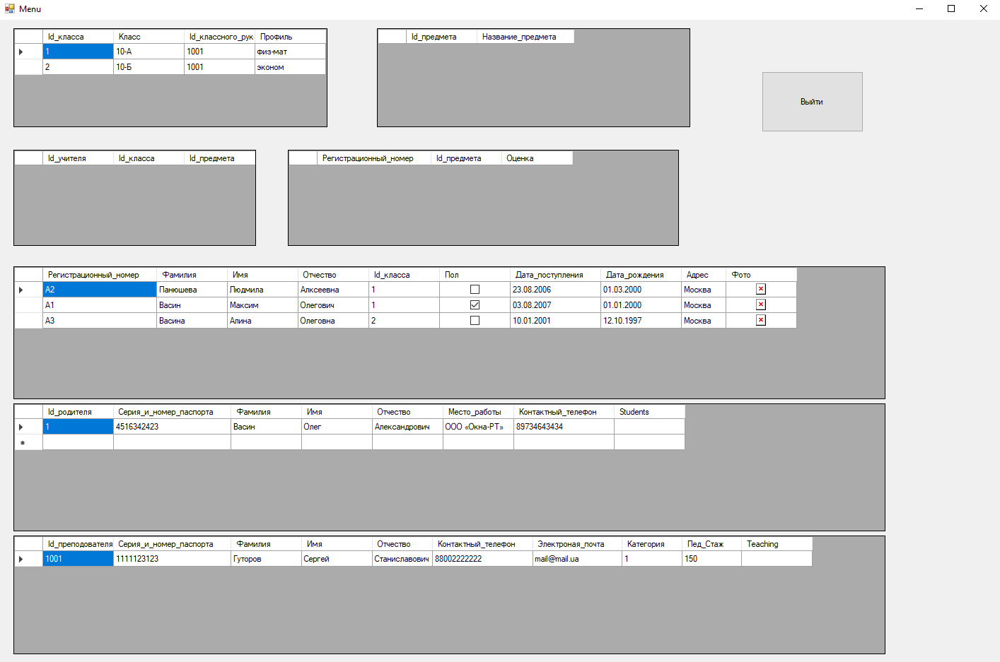 Menu
Id_класса Класс Id_классного_рук Профиль
1 10-А 1001 физ-мат
2 10-Б 1001 эконом
Id_предмета Название_предмета
Выйти
Id_учителя Id_класса Id_предмета
Регистрационный_номер Id_предмета Оценка
Регистрационный_номер Фамилия Имя Отчество Id_класса Пол Дата_поступления Дата_рождения Адрес Фото
А2 Панюшева Людмила Алксеевна 1 23.08.2006 01.03.2000 Москва
А1 Васин Максим Олегович 1 03.08.2007 01.01.2000 Москва
А3 Васина Алина Олеговна 2 10.01.2001 12.10.1997 Москва
Id_родителя Серия_и_номер_паспорта Фамилия Имя Отчество Место_работы Контактный_телефон Students
1 4516342423 Васин Олег Александрович ООО «Окна-РТ» 89734643434
Id_преподователя Серия_и_номер_паспорта Фамилия Имя Отчество Контактный_телефон Электроная_почта Категория Пед_Стаж Teaching
1001 1111123123 Гуторов Сергей Станиславович 88002222222 mail@mail.ua 1 150